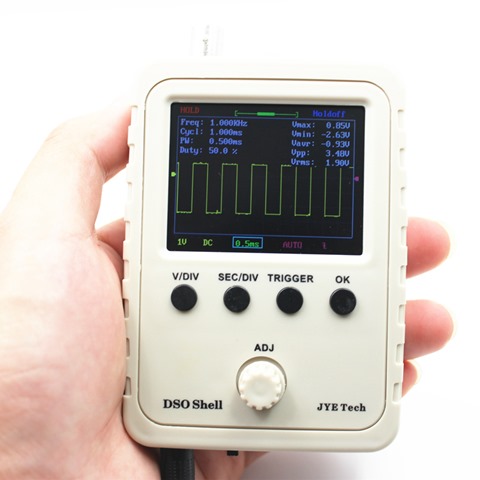 HOLD Holdoff
Freq: 1.000KHz Vmax: 0.85V
Cycl: 1.000ms Vmin: -2.63V
PW: 0.500ms Vavr: -0.93V
Duty: 50.0 % Vpp: 3.48V
Vrms: 1.90V
1V DC 0.5ms AUTO
V/DIV SEC/DIV TRIGGER OK
ADJ
DSO Shell JYE Tech